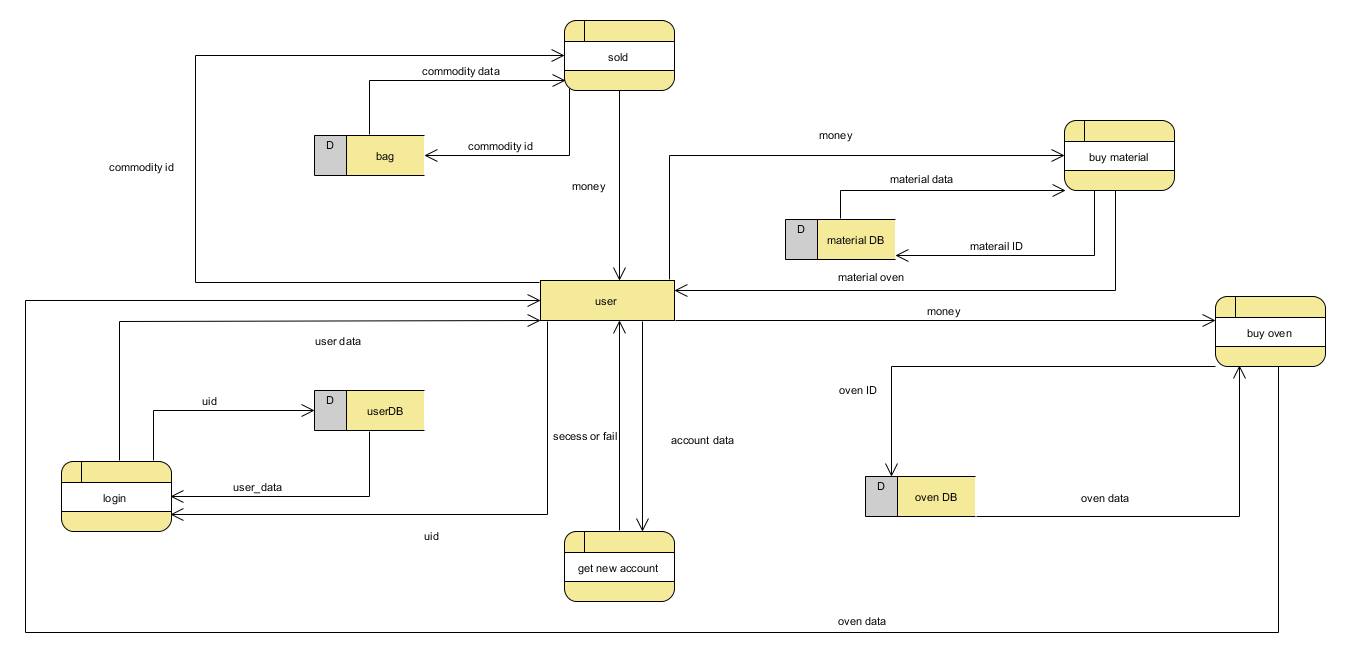 sold
commodity data
D
bag
commodity id
commodity id
money
money
buy material
material data
D
material DB
materail ID
material oven
user
money
buy oven
user data
oven ID
D
userDB
uid
secess or fail
account data
login
user_data
D
oven DB
oven data
uid
get new account
oven data